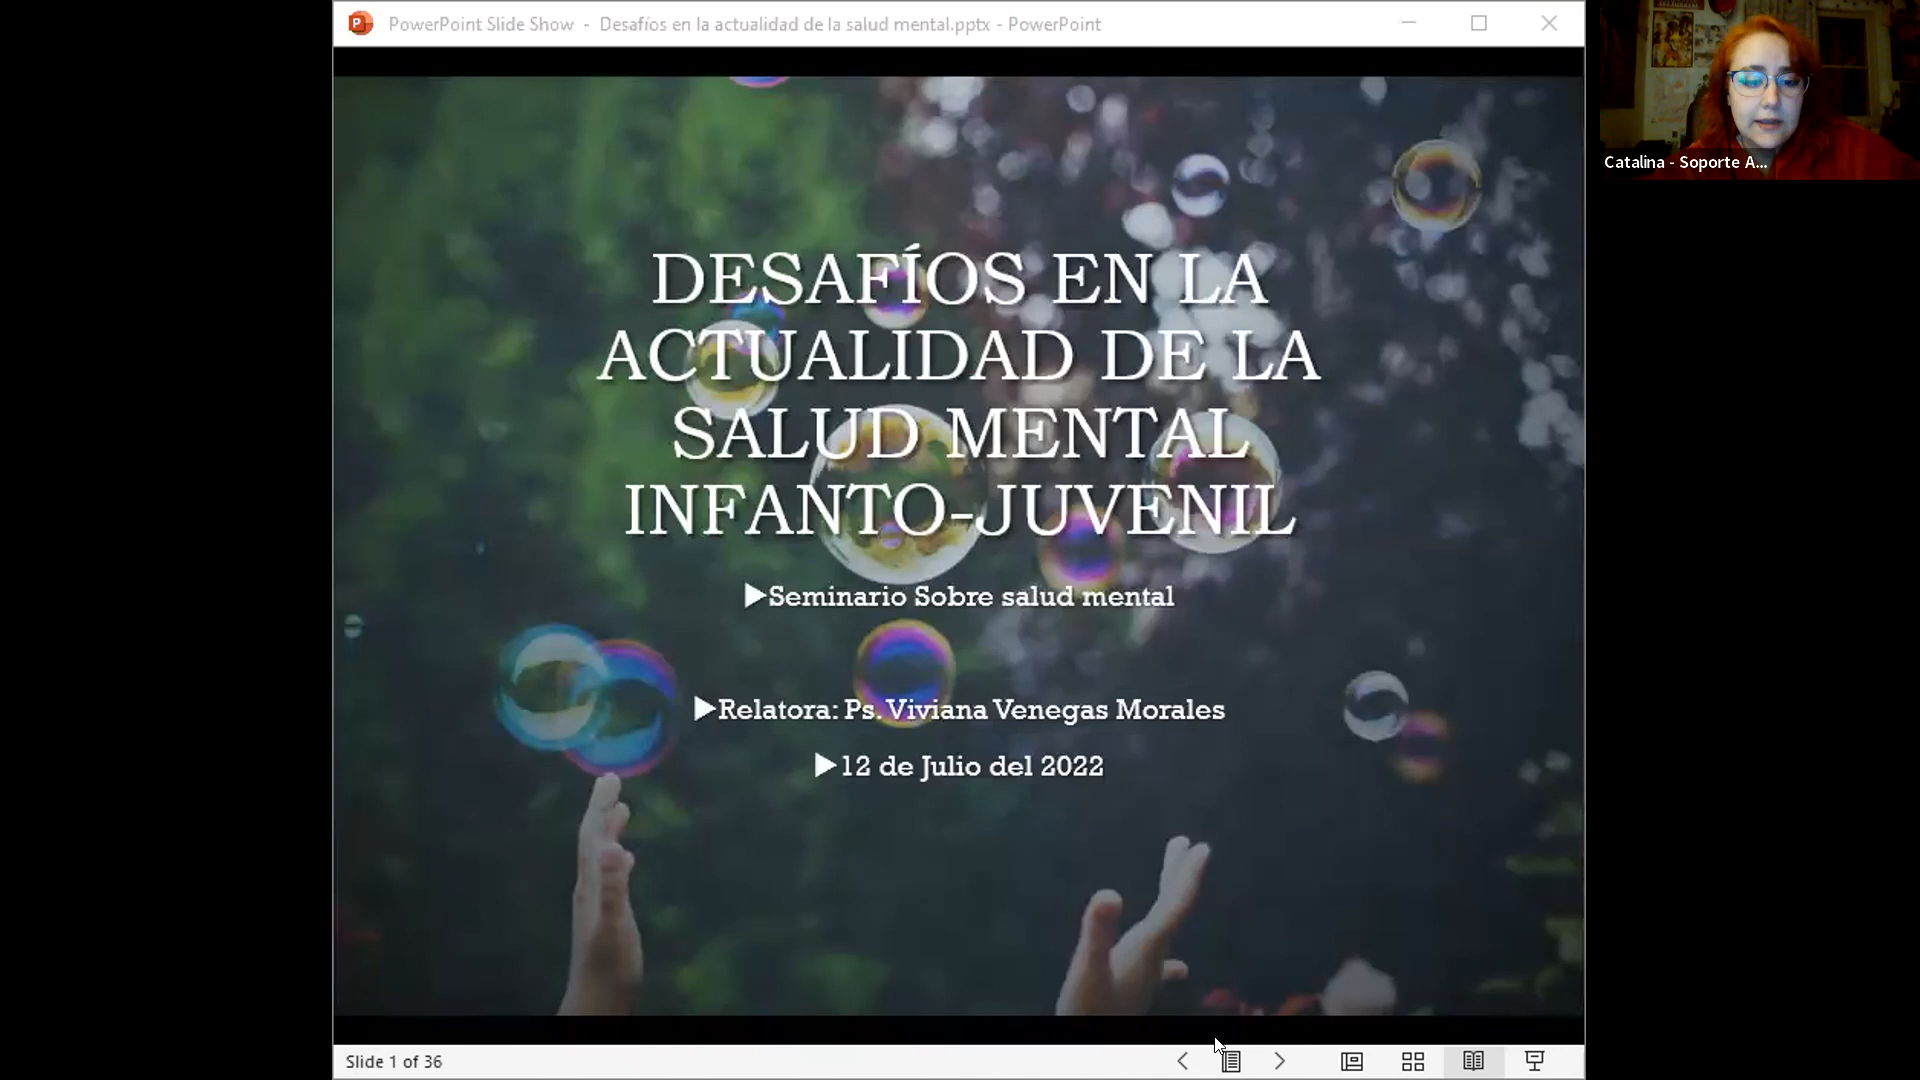 PowerPoint Slide Show - Desafíos en la actualidad de la salud mental.pptx - PowerPoint
Catalina - Soporte A...
DESAFÍOS EN LA
ACTUALIDAD DE LA
SALUD MENTAL
INFANTO-JUVENIL
Seminario Sobre salud mental
Relatora: Ps. Viviana Venegas Morales
12 de Julio del 2022
Slide 1 of 36